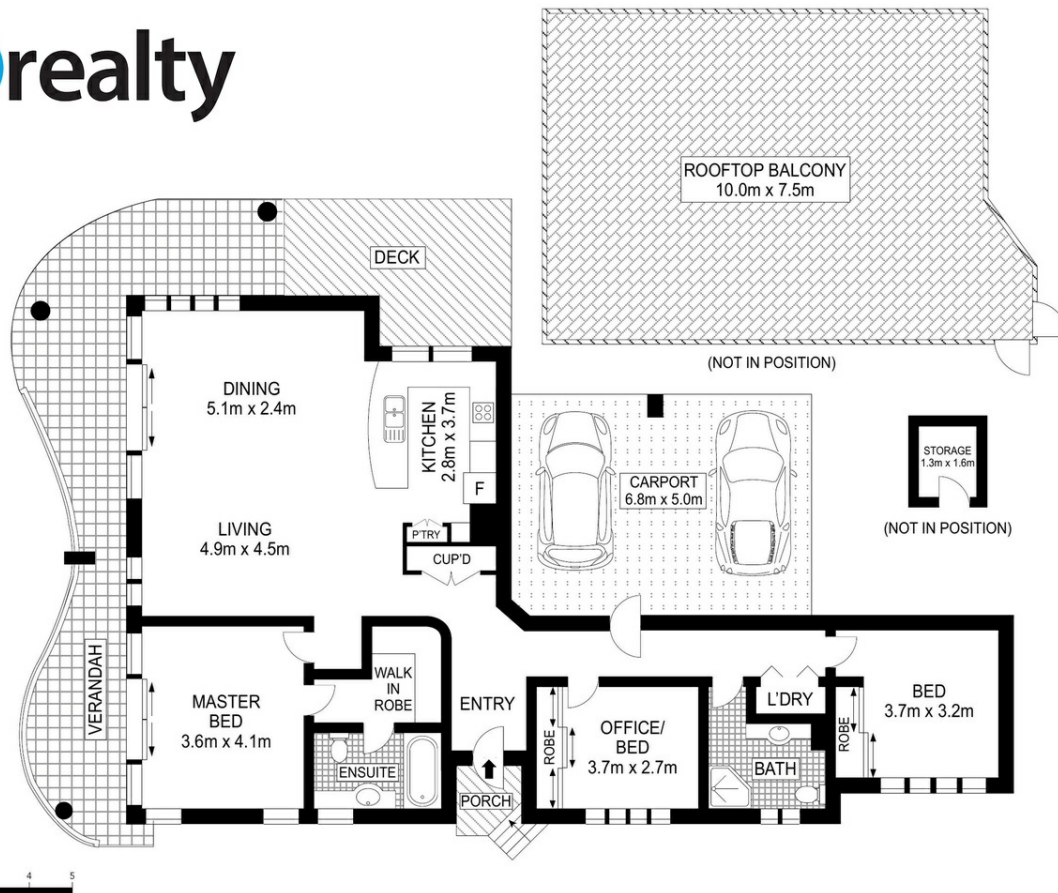 realty
ROOFTOP BALCONY
10.0m x 7.5m
(NOT IN POSITION)
DECK
DINING
5.1m x 2.4m
KITCHEN
2.8m x 3.7m
F
P'TRY
CUP'D
LIVING
4.9m x 4.5m
CARPORT
6.8m x 5.0m
STORAGE
1.3m x 1.6m
(NOT IN POSITION)
VERANDAH
MASTER
BED
3.6m x 4.1m
WALK
IN
ROBE
ENSUITE
ENTRY
PORCH
ROBE
OFFICE/
BED
3.7m x 2.7m
L'DRY
BATH
ROBE
BED
3.7m x 3.2m
4 5